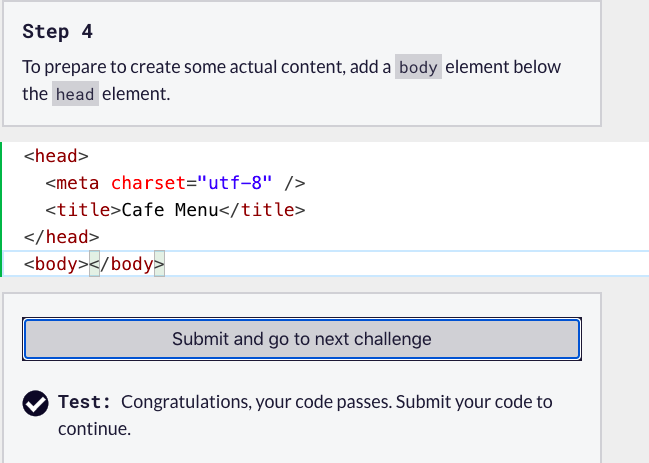 Step 4
To prepare to create some actual content, add a body element below
the head element.
<head>
<meta charset="utf-8" />
<title>Cafe Menu</title>
</head>
<body></body>
Submit and go to next challenge
Test: Congratulations, your code passes. Submit your code to
continue.